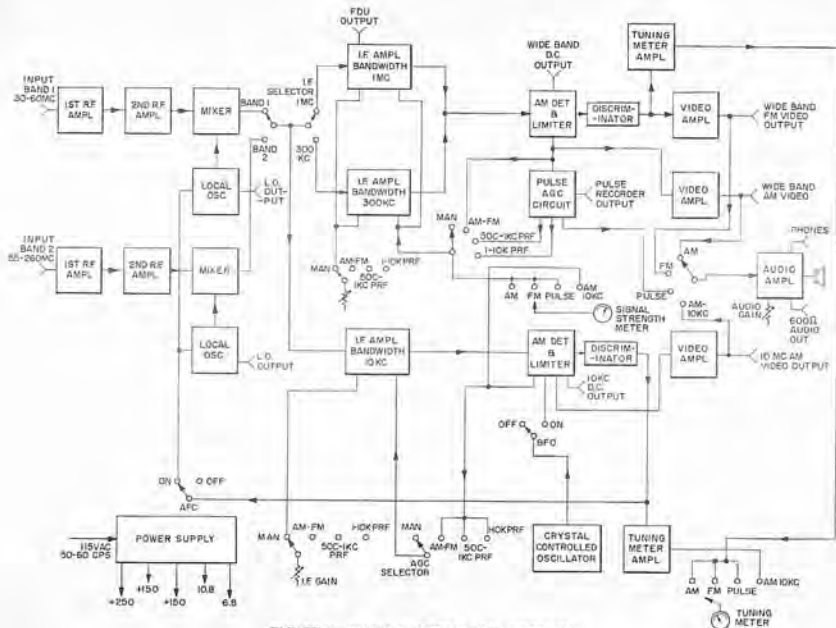 FDU
OUTPUT
INPUT
BAND 1
30-60MC
1ST R.F.
AMPL
2ND R.F.
AMPL
MIXER
BAND 1
BAND
2
I.F.
SELECTOR
1MC
300
KC
I.F. AMPL
BANDWIDTH
1MC
WIDE BAND
D.C.
OUTPUT
AM DET
&
LIMITER
DISCRIM-
-INATOR
TUNING
METER
AMPL
VIDEO
AMPL
WIDE BAND
FM VIDEO
OUTPUT
LOCAL
OSC
L.O.
OUT-
-PUT
I.F. AMPL
BANDWIDTH
300KC
PULSE
AGC
CIRCUIT
PULSE
RECORDER
OUTPUT
VIDEO
AMPL
WIDE BAND
AM VIDEO
INPUT
BAND 2
55-260MC
1ST R.F.
AMPL
2ND R.F.
AMPL
MIXER
MAN
AM-FM
50C-1KC PRF
1-10K PRF
MAN
AM-FM
50C-
1KC PRF
1-10K PRF
AM
FM
PULSE
AM
10KC
SIGNAL
STRENGTH
METER
FM
AM
PULSE
AM-
10KC
PHONES
AUDIO
AMPL
AUDIO
GAIN
600Ω
AUDIO
OUT
LOCAL
OSC
L.O. OUTPUT
I.F. AMPL
BANDWIDTH
10KC
AM DET
&
LIMITER
DISCRIM-
-INATOR
VIDEO
AMPL
10 MC AM
VIDEO OUTPUT
10KC
D.C.
OUTPUT
OFF
ON
BFO
ON
OFF
AFC
115VAC
50-60 CPS
POWER SUPPLY
+250
+150
10.8
6.8
MAN
AM-FM
50C-1KC
PRF
1-10K PRF
I.F. GAIN
MAN
AGC
SELECTOR
AM-FM
50C-
1KC PRF
1-10K PRF
CRYSTAL
CONTROLLED
OSCILLATOR
TUNING
METER
AMPL
AM
FM
PULSE
AM 10KC
TUNING
METER